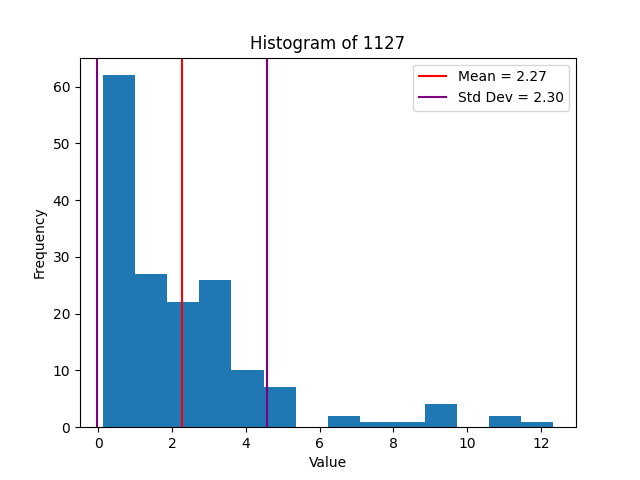 Histogram of 1127
Mean = 2.27
Std Dev = 2.30
Frequency
60
50
40
30
20
10
0
0 2 4 6 8 10 12
Value